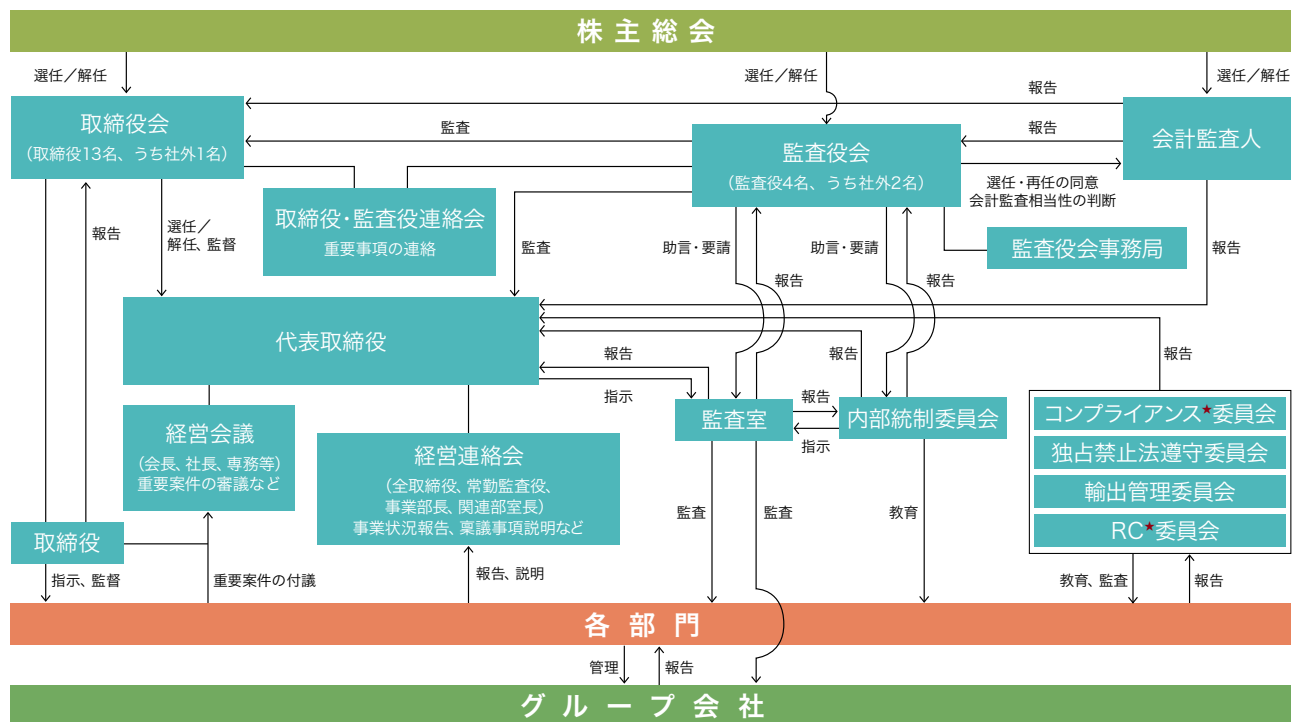 株主総会
選任／解任
選任／解任
選任／解任
報告
取締役会
（取締役13名、うち社外1名）
監査
監査役会
（監査役4名、うち社外2名）
報告
会計監査人
選任・再任の同意
会計監査相当性の判断
取締役・監査役連絡会
重要事項の連絡
報告
選任／
解任、監督
監査
助言・要請
報告
助言・要請
報告
監査役会事務局
報告
代表取締役
報告
指示
報告
報告
経営会議
（会長、社長、専務等）
重要案件の審議など
経営連絡会
（全取締役、常勤監査役、
事業部長、関連部室長）
事業状況報告、稟議事項説明など
監査室
報告
指示
内部統制委員会
コンプライアンス★委員会
独占禁止法遵守委員会
輸出管理委員会
RC★委員会
取締役
指示、監督
重要案件の付議
報告、説明
監査
監査
教育
教育、監査
報告
各部門
管理
報告
グループ会社